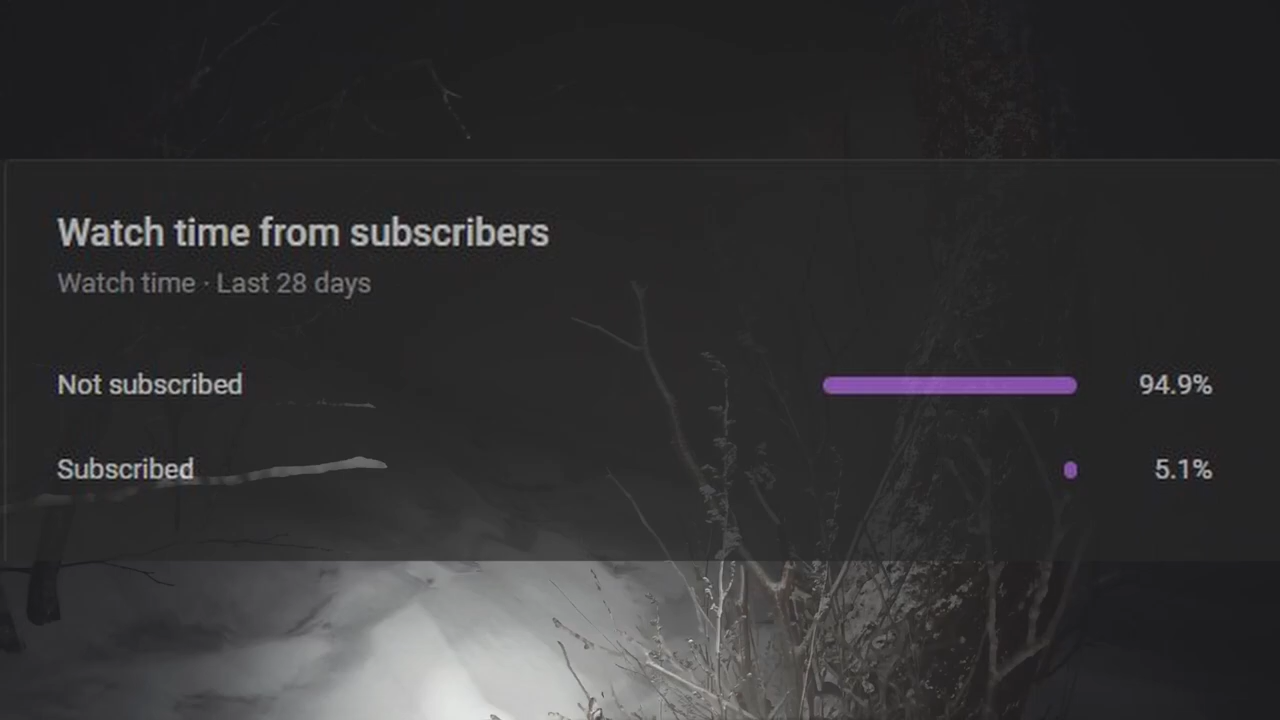 Watch time from subscribers
Watch time · Last 28 days
Not subscribed 94.9%
Subscribed 5.1%